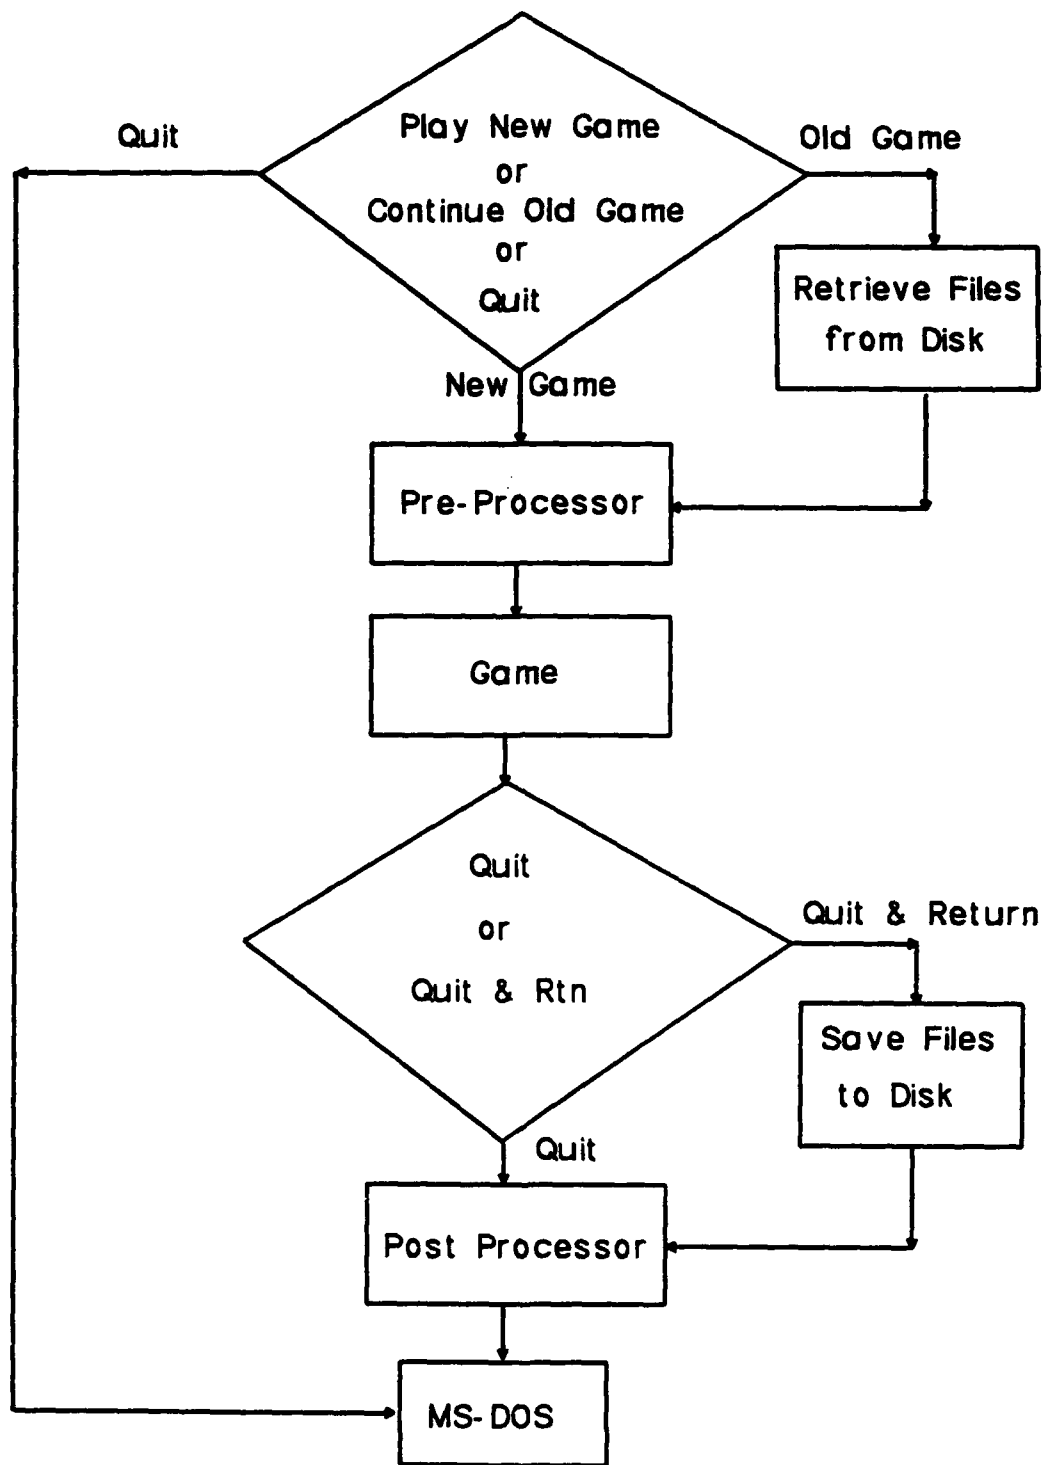 Quit
Play New Game
or
Continue Old Game
or
Quit
Old Game
Retrieve Files
from Disk
New Game
Pre-Processor
Game
Quit
or
Quit & Rtn
Quit & Return
Save Files
to Disk
Quit
Post Processor
MS-DOS